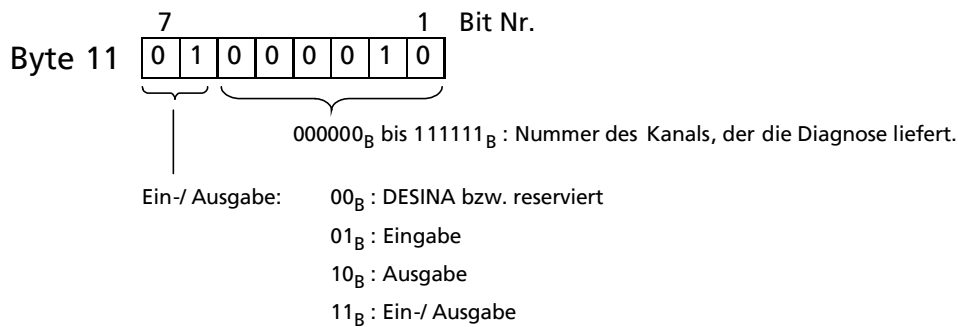 7 1 Bit Nr.
Byte 11 0 1 0 0 0 0 1 0
000000B bis 111111B : Nummer des Kanals, der die Diagnose liefert.
Ein-/ Ausgabe: 00B : DESINA bzw. reserviert
01B : Eingabe
10B : Ausgabe
11B : Ein-/ Ausgabe